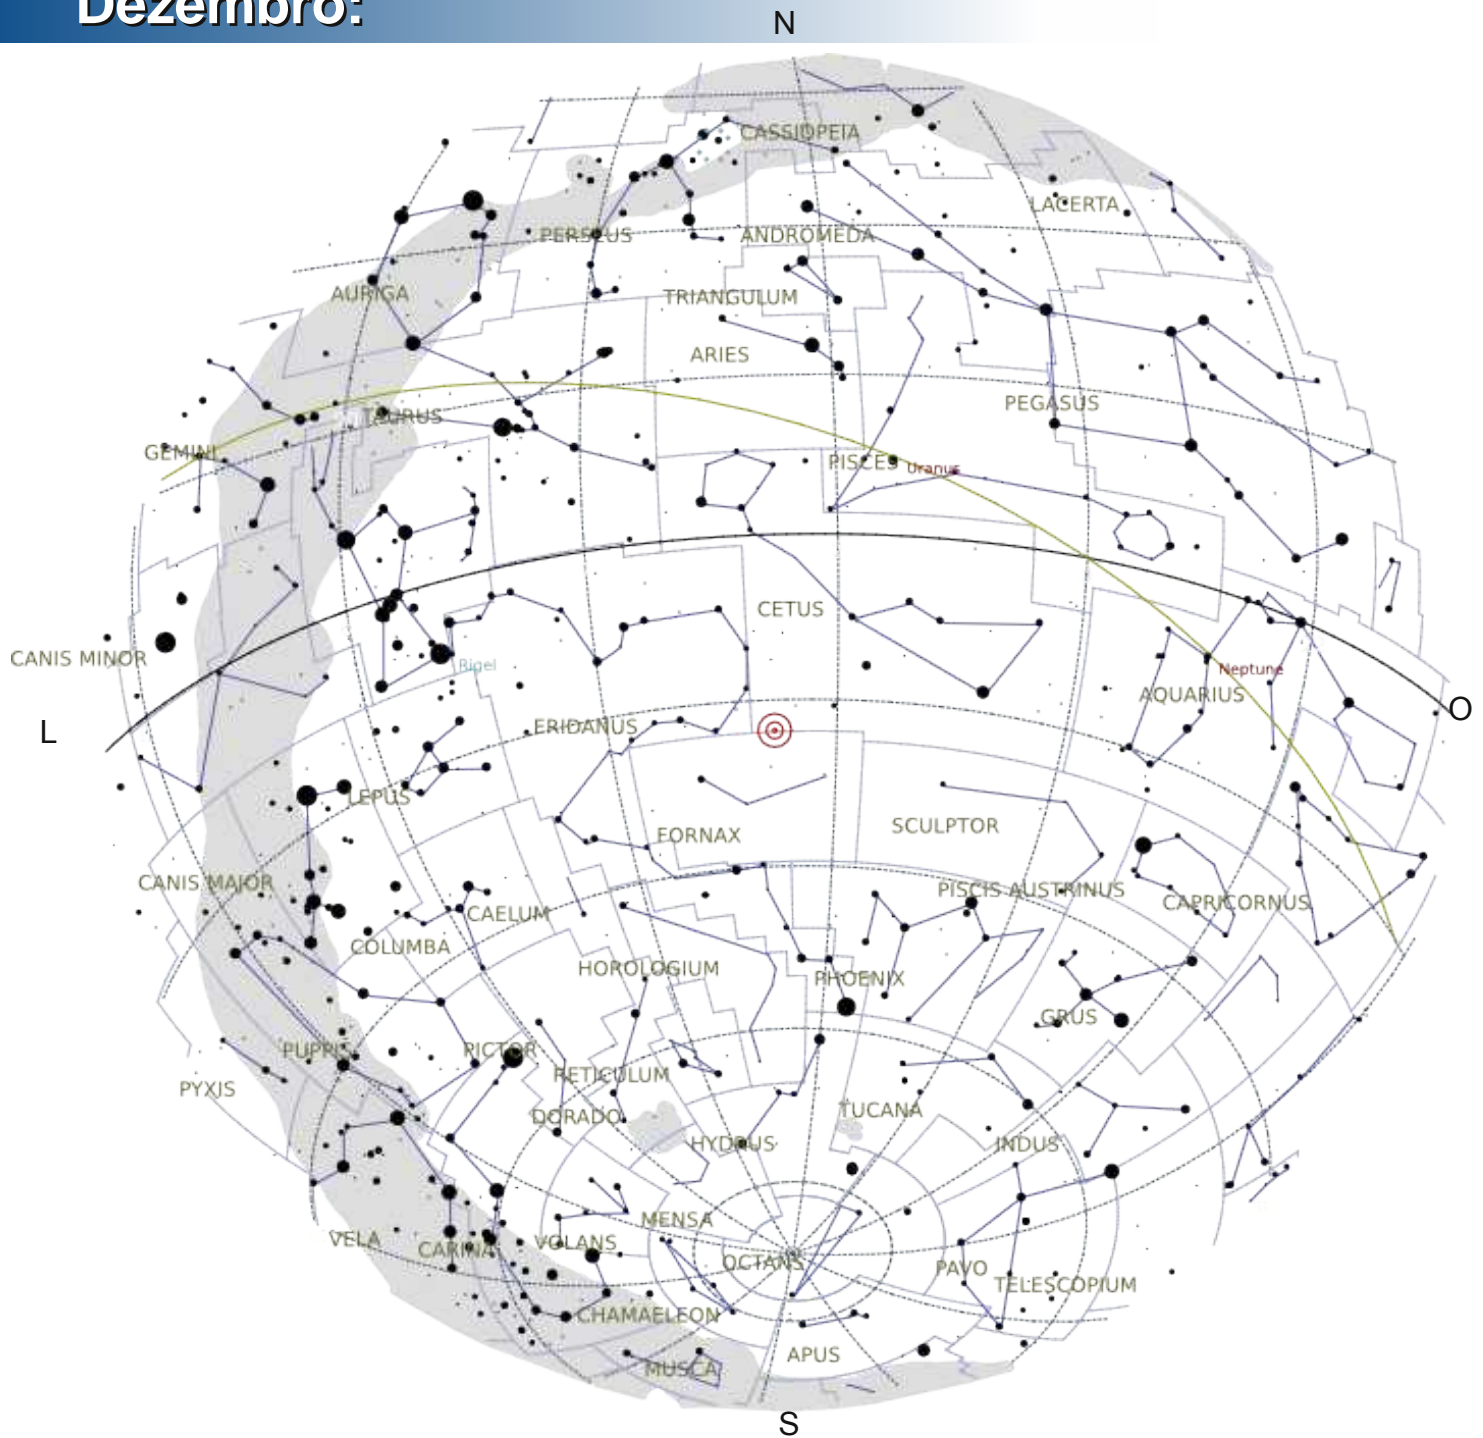 Dezembro:
N
CASSIOPEIA
LACERTA
PERSEUS
ANDROMEDA
AURIGA
TRIANGULUM
ARIES
PEGASUS
TAURUS
GEMINI
PISCES
Uranus
CETUS
CANIS MINOR
Rigel
Neptune
AQUARIUS
O
L
ERIDANUS
LEPUS
FORNAX
SCULPTOR
CANIS MAJOR
PISCIS AUSTRINUS
CAPRICORNUS
CAELUM
COLUMBA
HOROLOGIUM
PHOENIX
GRUS
PUPPIS
PICTOR
RETICULUM
PYXIS
DORADO
TUCANA
HYDRUS
INDUS
MENSA
VELA
CARINA
VOLANS
OCTANS
PAVO
TELESCOPIUM
CHAMAELEON
APUS
MUSCA
S